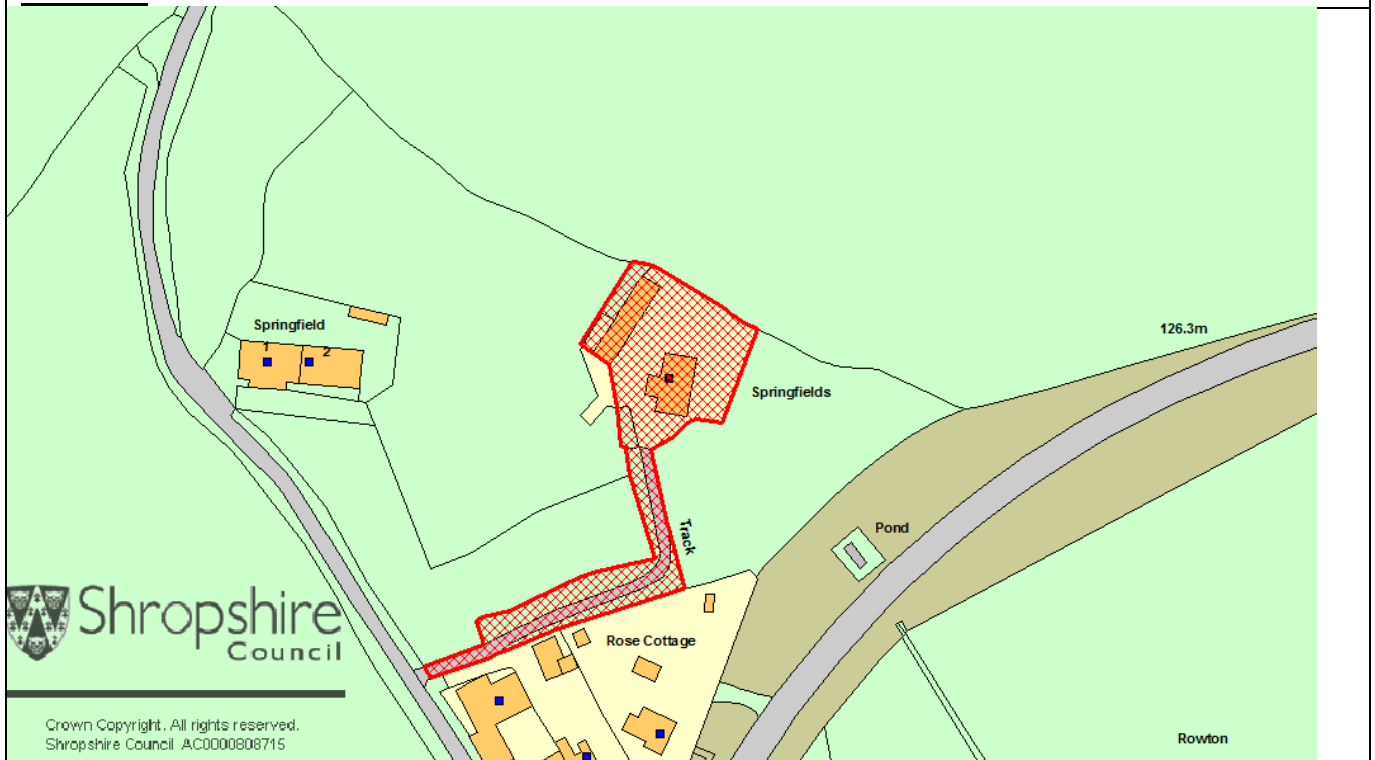 Springfield
1
2
126.3m
Springfields
Track
Pond
Rose Cottage
Shropshire
Council
Crown Copyright. All rights reserved.
Shropshire Council AC0000808715
Rowton